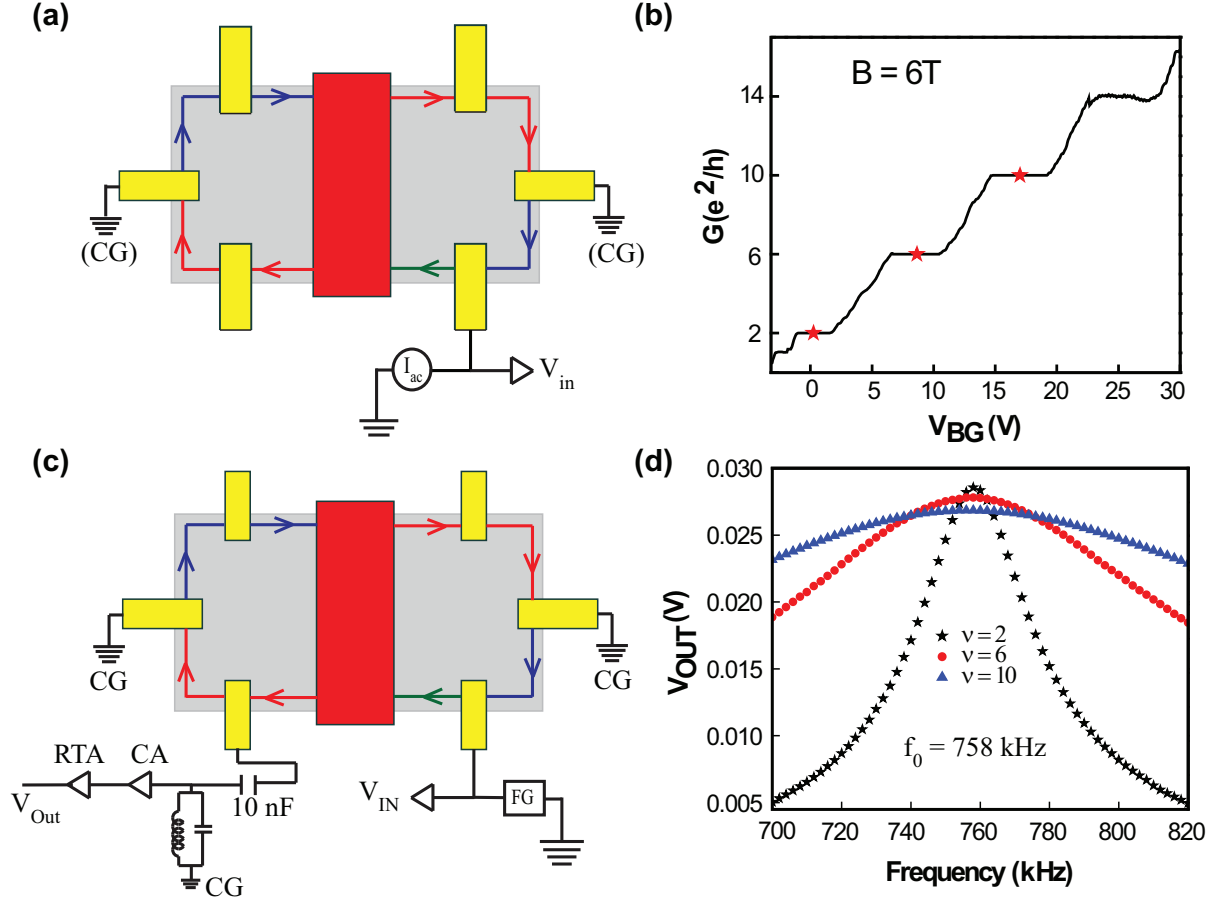 (a)
(CG)
(CG)
I_ac
V_in
(b)
B = 6T
G(e^2/h)
14
10
6
2
0
5
10
15
20
25
30
V_BG (V)
(c)
CG
CG
RTA
CA
V_Out
10 nF
CG
V_IN
FG
(d)
V_OUT (V)
0.030
0.025
0.020
0.015
0.010
0.005
ν = 2
ν = 6
ν = 10
f_0 = 758 kHz
700
720
740
760
780
800
820
Frequency (kHz)